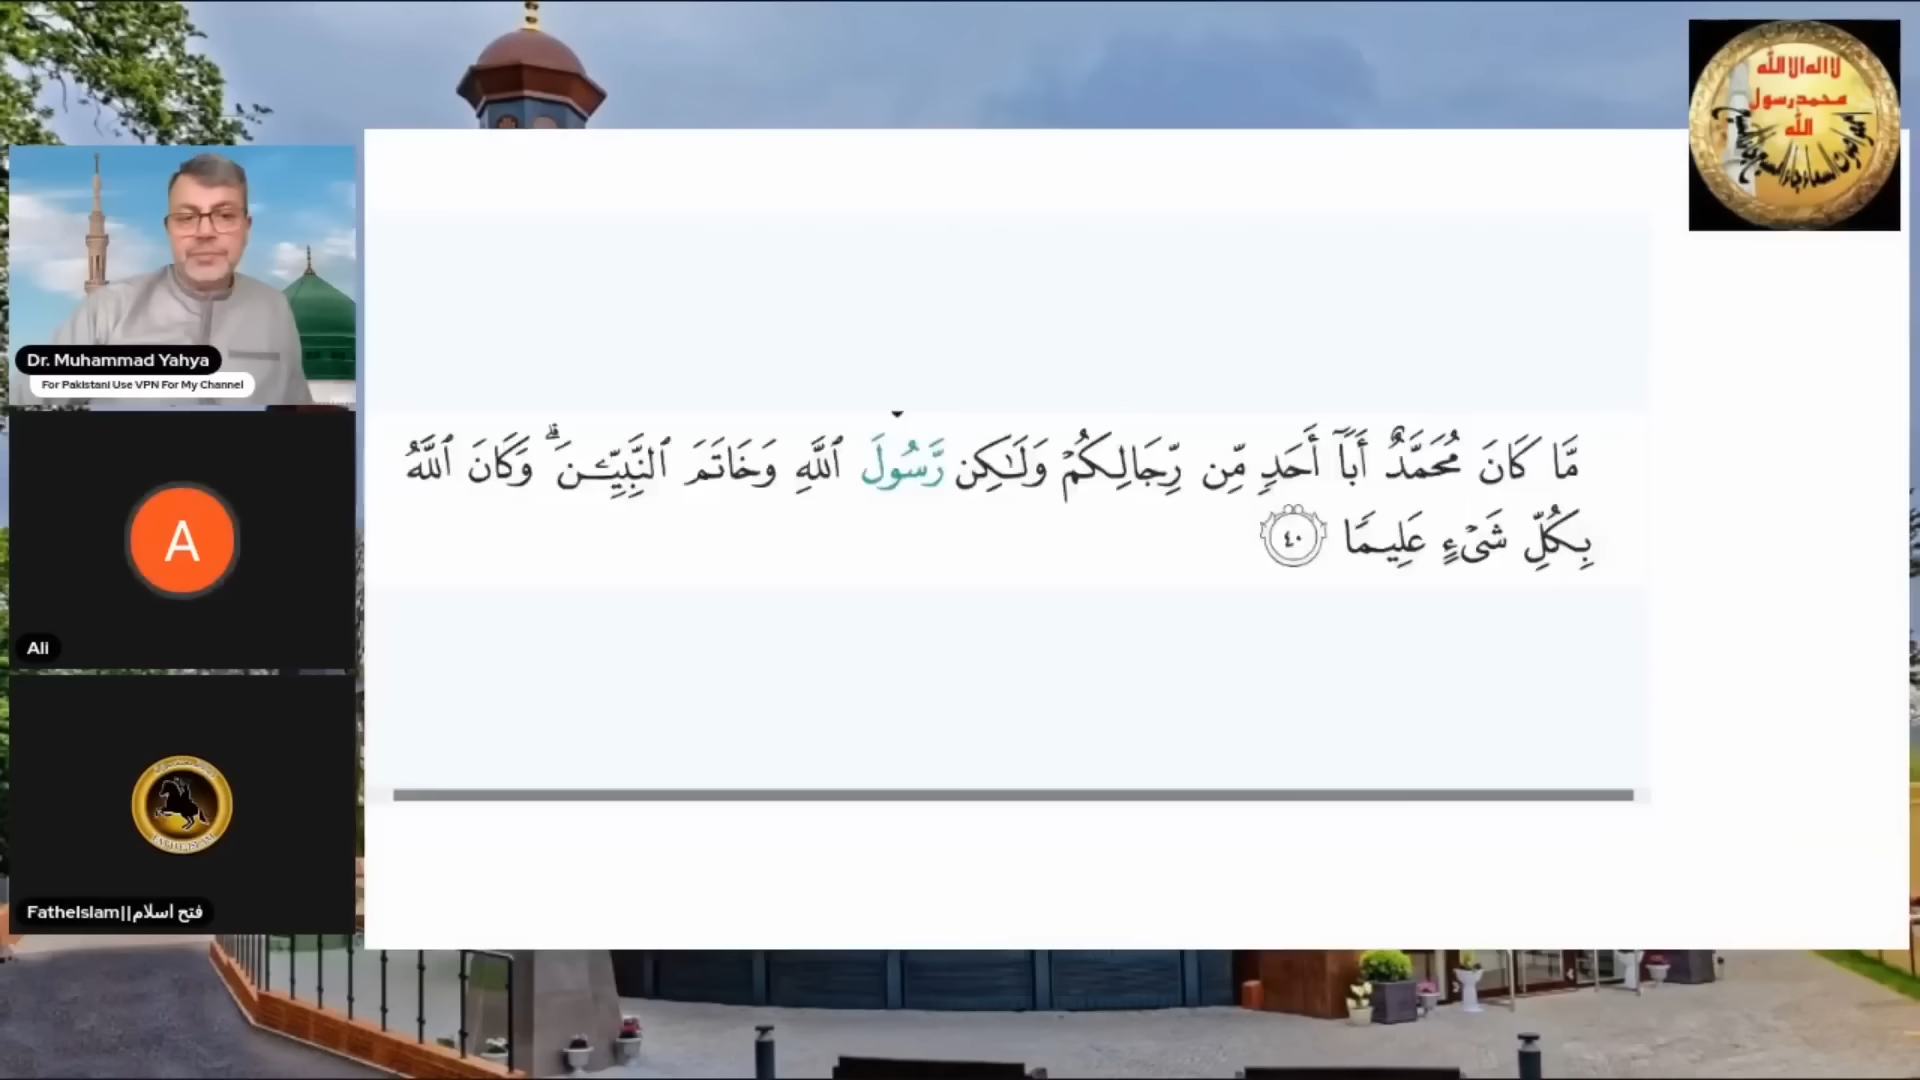 لا اله الا الله
محمد رسول
الله
Dr. Muhammad Yahya
For Pakistani Use VPN For My Channel
مَّا كَانَ مُحَمَّدٌ أَبَآ أَحَدٍ مِّن رِّجَالِكُمْ وَلَـٰكِن رَّسُولَ ٱللَّهِ وَخَاتَمَ ٱلنَّبِيِّـۧنَ ۗ وَكَانَ ٱللَّهُ
بِكُلِّ شَىْءٍ عَلِيمًا ٤٠
A
Ali
FatheIslam||فتح اسلام